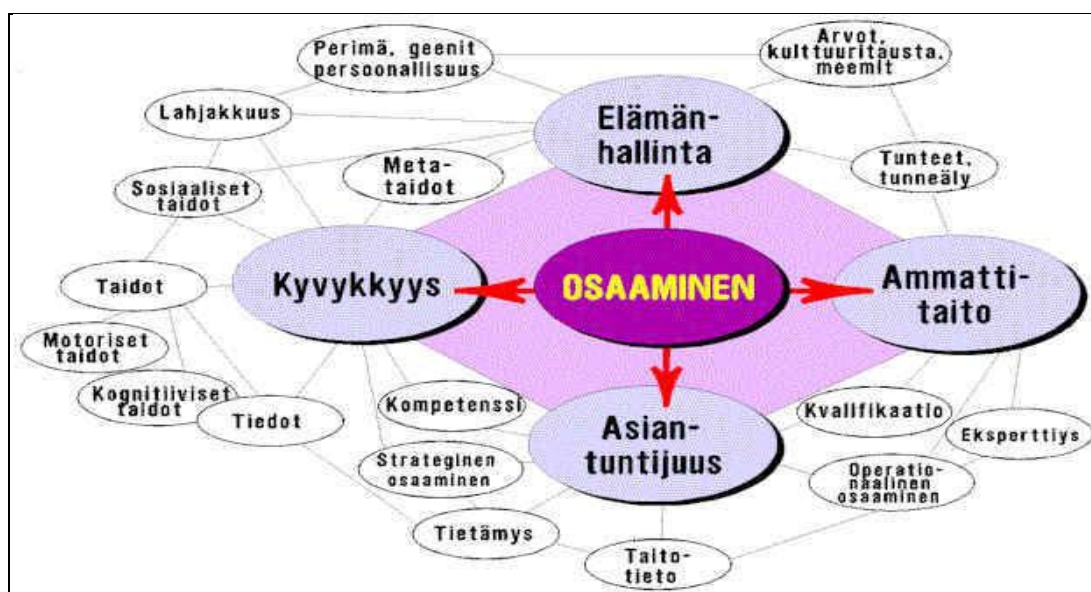 Perimä, geenit
persoonallisuus
Arvot,
kulttuuritausta,
meemit
Lahjakkuus
Elämän-
hallinta
Meta-
taidot
Tunteet,
tunneäly
Sosiaaliset
taidot
Taidot
Kyvykkyys
OSAAMINEN
Ammatti-
taito
Motoriset
taidot
Kognitiiviset
taidot
Tiedot
Kompetenssi
Asian-
tuntijuus
Kvalifikaatio
Eksperttiys
Strateginen
osaaminen
Operatio-
naalinen
osaaminen
Tietämys
Taito-
tieto